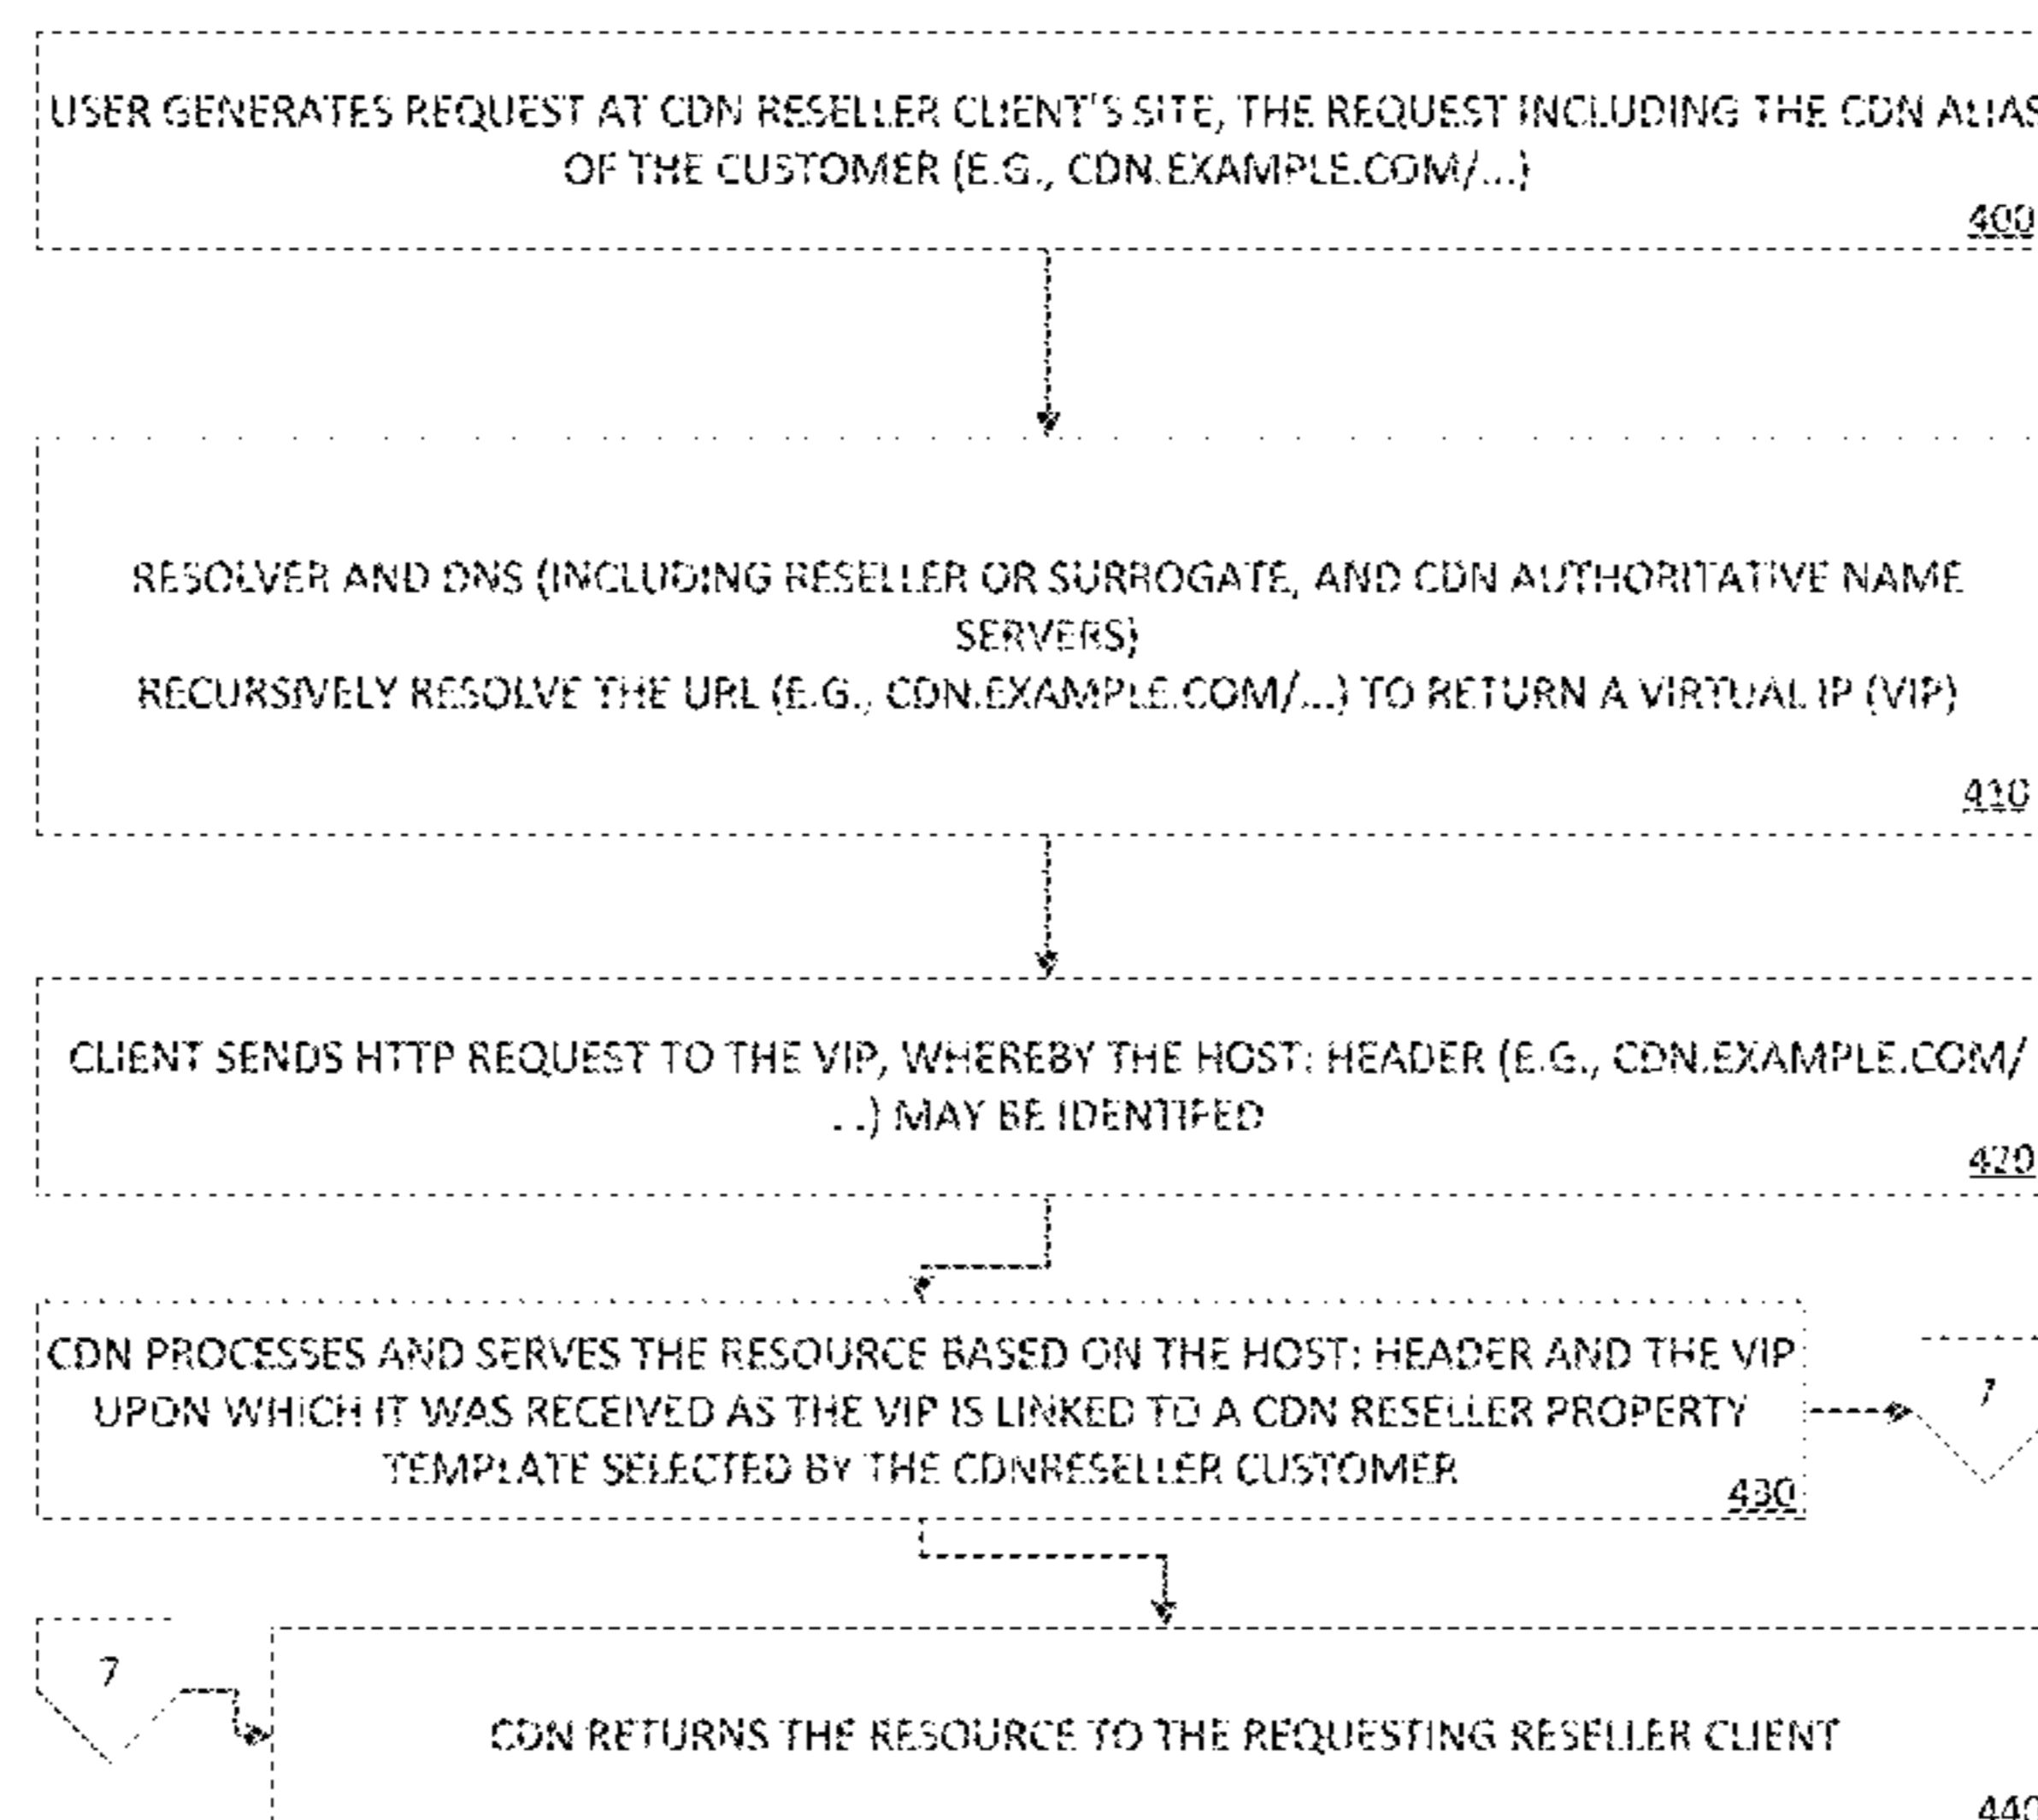 USER GENERATES REQUEST AT CDN RESELLER CLIENT'S SITE, THE REQUEST INCLUDING THE CDN ALIAS
OF THE CUSTOMER (E.G., CDN.EXAMPLE.COM/...)
400
RESOLVER AND DNS (INCLUDING RESELLER OR SURROGATE, AND CDN AUTHORITATIVE NAME
SERVERS)
RECURSIVELY RESOLVE THE URL (E.G., CDN.EXAMPLE.COM/...) TO RETURN A VIRTUAL IP (VIP)
410
CLIENT SENDS HTTP REQUEST TO THE VIP, WHEREBY THE HOST: HEADER (E.G., CDN.EXAMPLE.COM/
. ..) MAY BE IDENTIFED
420
CDN PROCESSES AND SERVES THE RESOURCE BASED ON THE HOST: HEADER AND THE VIP
UPON WHICH IT WAS RECEIVED AS THE VIP IS LINKED TO A CDN RESELLER PROPERTY
TEMPLATE SELECTED BY THE CDNRESELLER CUSTOMER
430
7
7
CDN RETURNS THE RESOURCE TO THE REQUESTING RESELLER CLIENT
440